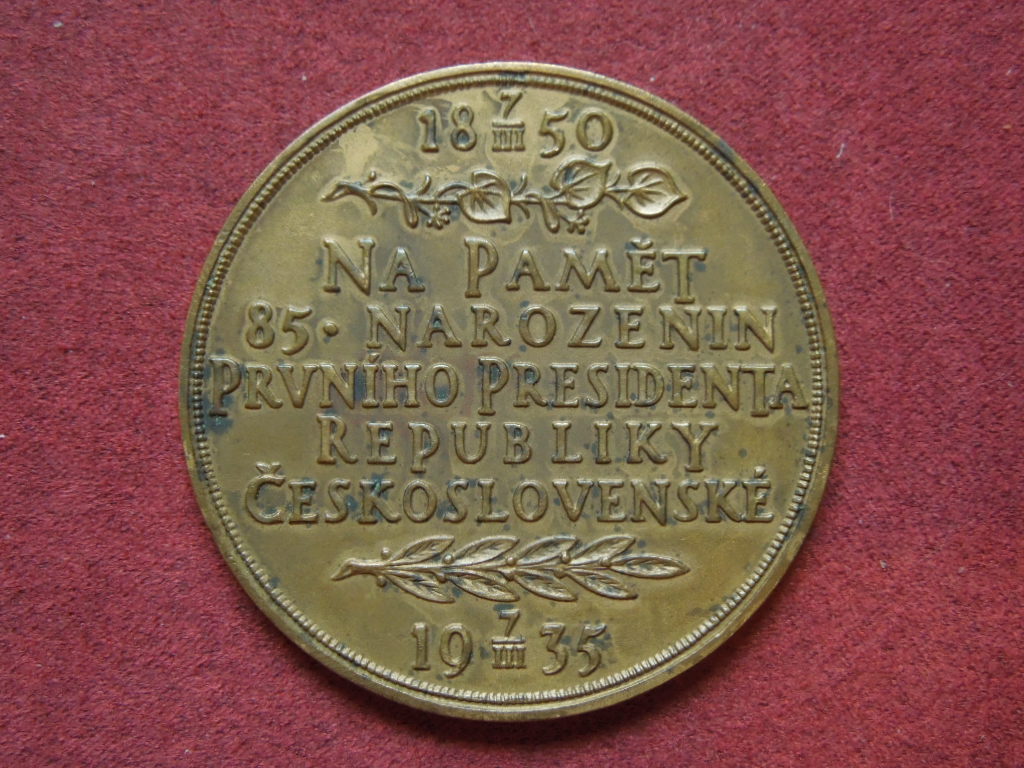 18 7/III 50
NA PAMĚT
85. NAROZENIN
PRVNÍHO PRESIDENTA
REPUBLIKY
ČESKOSLOVENSKÉ
19 7/III 35